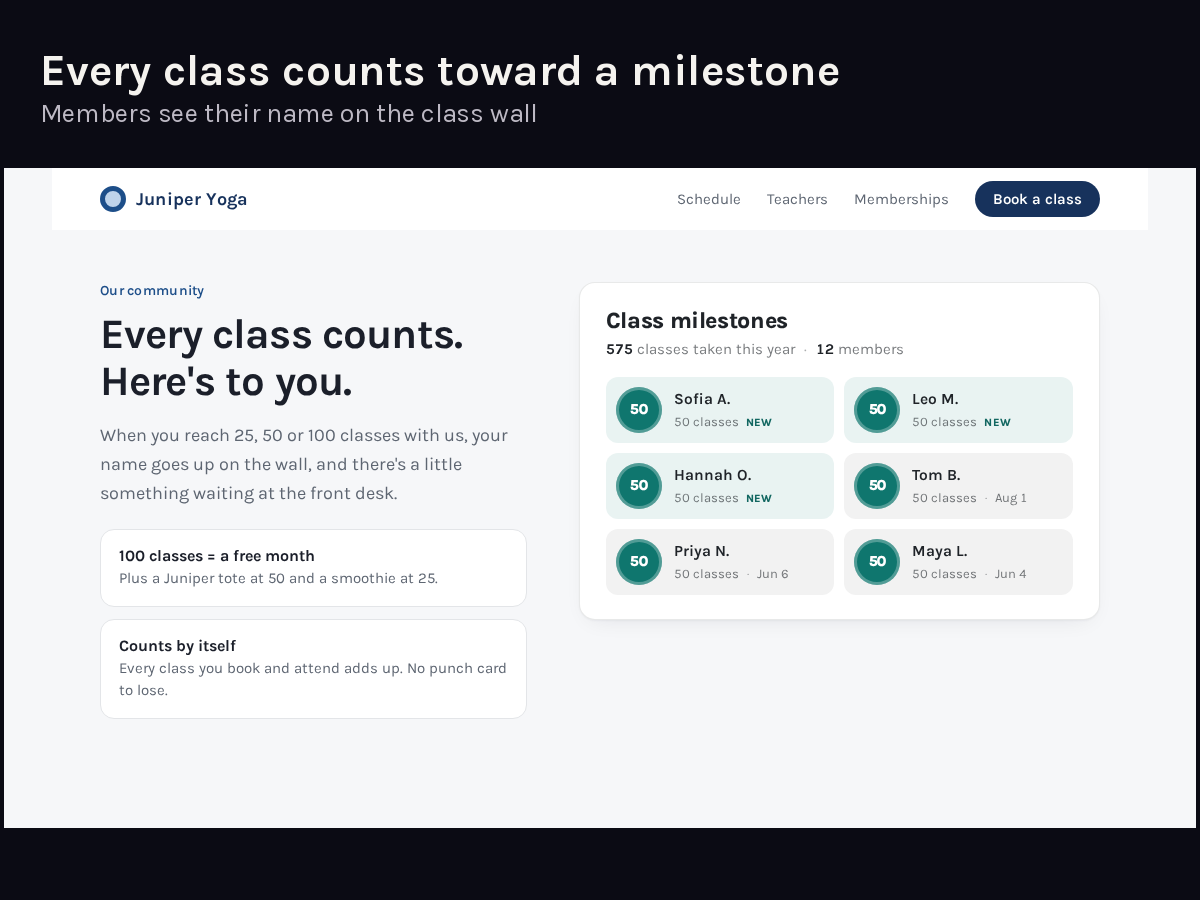 Every class counts toward a milestone
Members see their name on the class wall
Juniper Yoga
Schedule
Teachers
Memberships
Book a class
Our community
Every class counts.
Here's to you.
When you reach 25, 50 or 100 classes with us, your
name goes up on the wall, and there's a little
something waiting at the front desk.
100 classes = a free month
Plus a Juniper tote at 50 and a smoothie at 25.
Counts by itself
Every class you book and attend adds up. No punch card
to lose.
Class milestones
575 classes taken this year · 12 members
50
Sofia A.
50 classes NEW
50
Leo M.
50 classes NEW
50
Hannah O.
50 classes NEW
50
Tom B.
50 classes · Aug 1
50
Priya N.
50 classes · Jun 6
50
Maya L.
50 classes · Jun 4